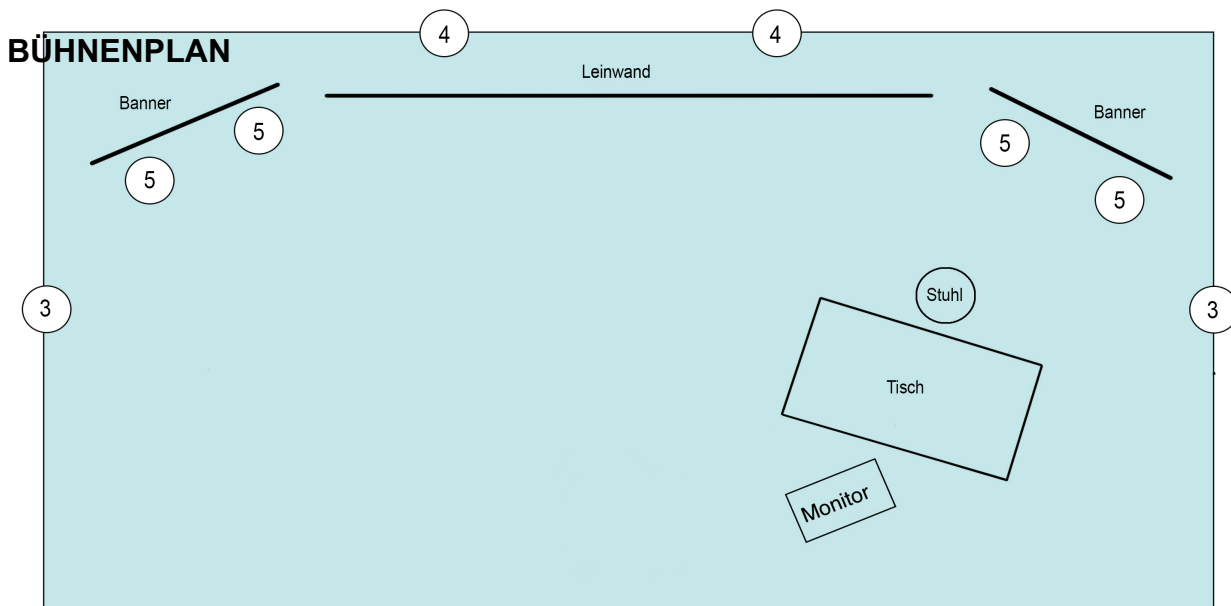 4
4
BÜHNENPLAN
Leinwand
Banner
Banner
5
5
5
5
3
Stuhl
3
Tisch
Monitor